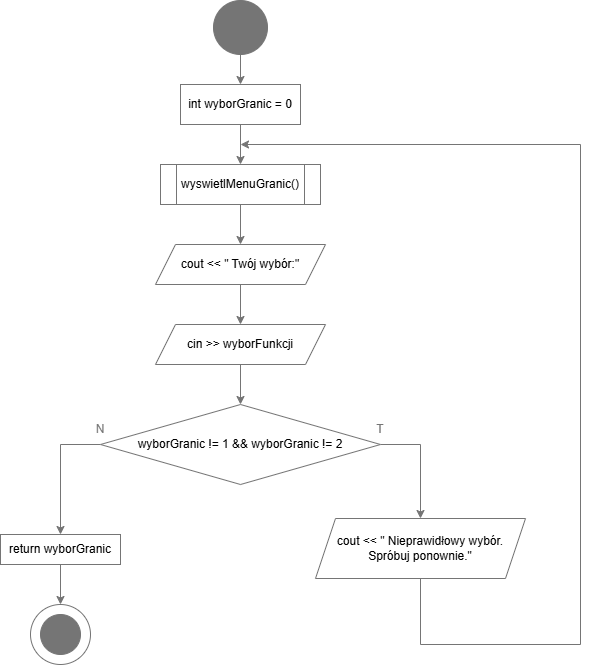 int wyborGranic = 0
wyswietlMenuGranic()
cout << " Twój wybór:"
cin >> wyborFunkcji
N
T
wyborGranic != 1 && wyborGranic != 2
return wyborGranic
cout << " Nieprawidłowy wybór.
Spróbuj ponownie."